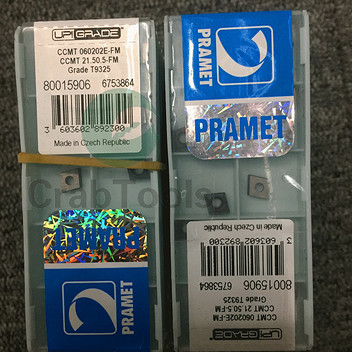 UP!GRADE
CCMT 060202E-FM
CCMT 21.50.5-FM
Grade T9325
80015906 6753864
3 603602 892300
Made in Czech Republic
PRAMET
PRAMET
PRAMET
PRAMET
CrabTools
UP!GRADE
CCMT 060202E-FM
CCMT 21.50.5-FM
Grade T9325
80015906 6753864
3 603602 892300
Made in Czech Republic